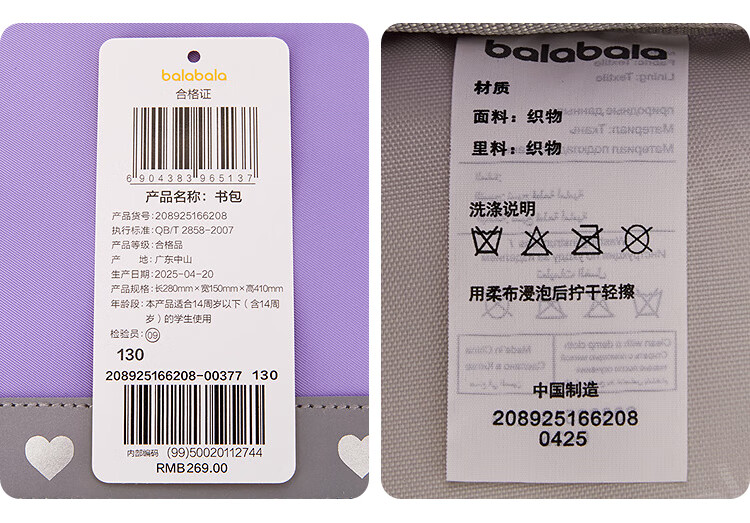 balabala
合格证
6 904383 965137
产品名称：书包
产品货号：208925166208
执行标准：QB/T 2858-2007
产品等级：合格品
产　　地：广东中山
生产日期：2025-04-20
产品规格：长280mm×宽150mm×高410mm
年龄段：本产品适合14周岁以下（含14周
岁）的学生使用
检验员：09
130
208925166208-00377 130
内部编码 (99)50020112744
RMB269.00
balabala
Lining: Textile
材质
面料：织物
里料：织物
洗涤说明
用柔布浸泡后拧干轻擦
Clean with a damp cloth
Made in China
中国制造
208925166208
0425